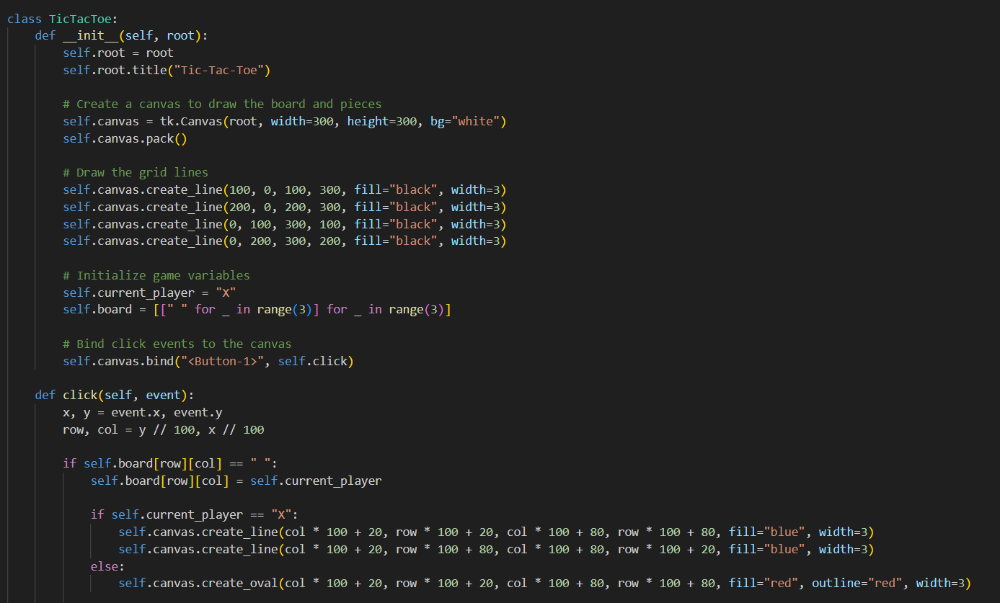 class TicTacToe:
    def __init__(self, root):
        self.root = root
        self.root.title("Tic-Tac-Toe")

        # Create a canvas to draw the board and pieces
        self.canvas = tk.Canvas(root, width=300, height=300, bg="white")
        self.canvas.pack()

        # Draw the grid lines
        self.canvas.create_line(100, 0, 100, 300, fill="black", width=3)
        self.canvas.create_line(200, 0, 200, 300, fill="black", width=3)
        self.canvas.create_line(0, 100, 300, 100, fill="black", width=3)
        self.canvas.create_line(0, 200, 300, 200, fill="black", width=3)

        # Initialize game variables
        self.current_player = "X"
        self.board = [[" " for _ in range(3)] for _ in range(3)]

        # Bind click events to the canvas
        self.canvas.bind("<Button-1>", self.click)

    def click(self, event):
        x, y = event.x, event.y
        row, col = y // 100, x // 100

        if self.board[row][col] == " ":
            self.board[row][col] = self.current_player

            if self.current_player == "X":
                self.canvas.create_line(col * 100 + 20, row * 100 + 20, col * 100 + 80, row * 100 + 80, fill="blue", width=3)
                self.canvas.create_line(col * 100 + 20, row * 100 + 80, col * 100 + 80, row * 100 + 20, fill="blue", width=3)
            else:
                self.canvas.create_oval(col * 100 + 20, row * 100 + 20, col * 100 + 80, row * 100 + 80, fill="red", outline="red", width=3)